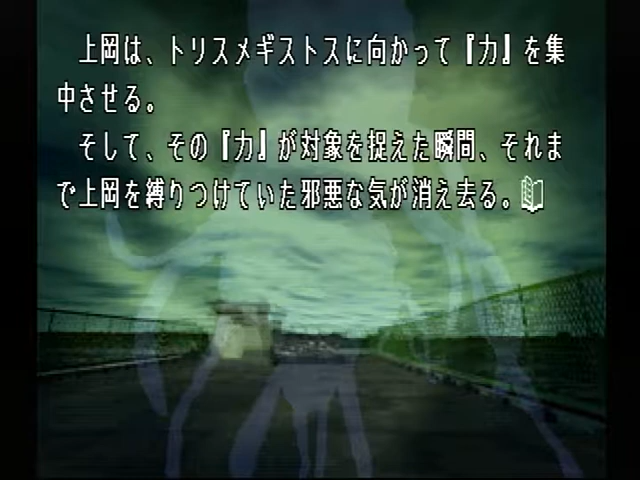 上岡は、トリスメギストスに向かって『力』を集
中させる。
そして、その『力』が対象を捉えた瞬間、それま
で上岡を縛りつけていた邪悪な気が消え去る。